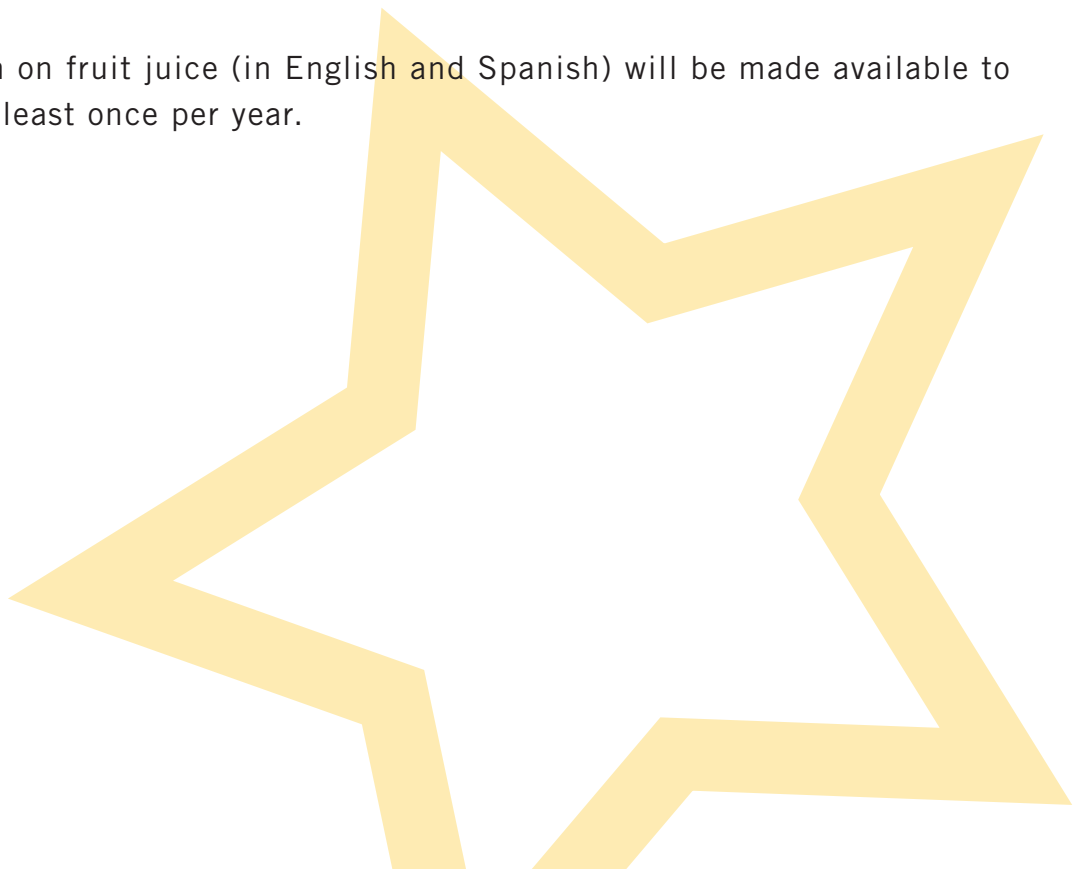 on fruit juice (in English and Spanish) will be made available to
least once per year.